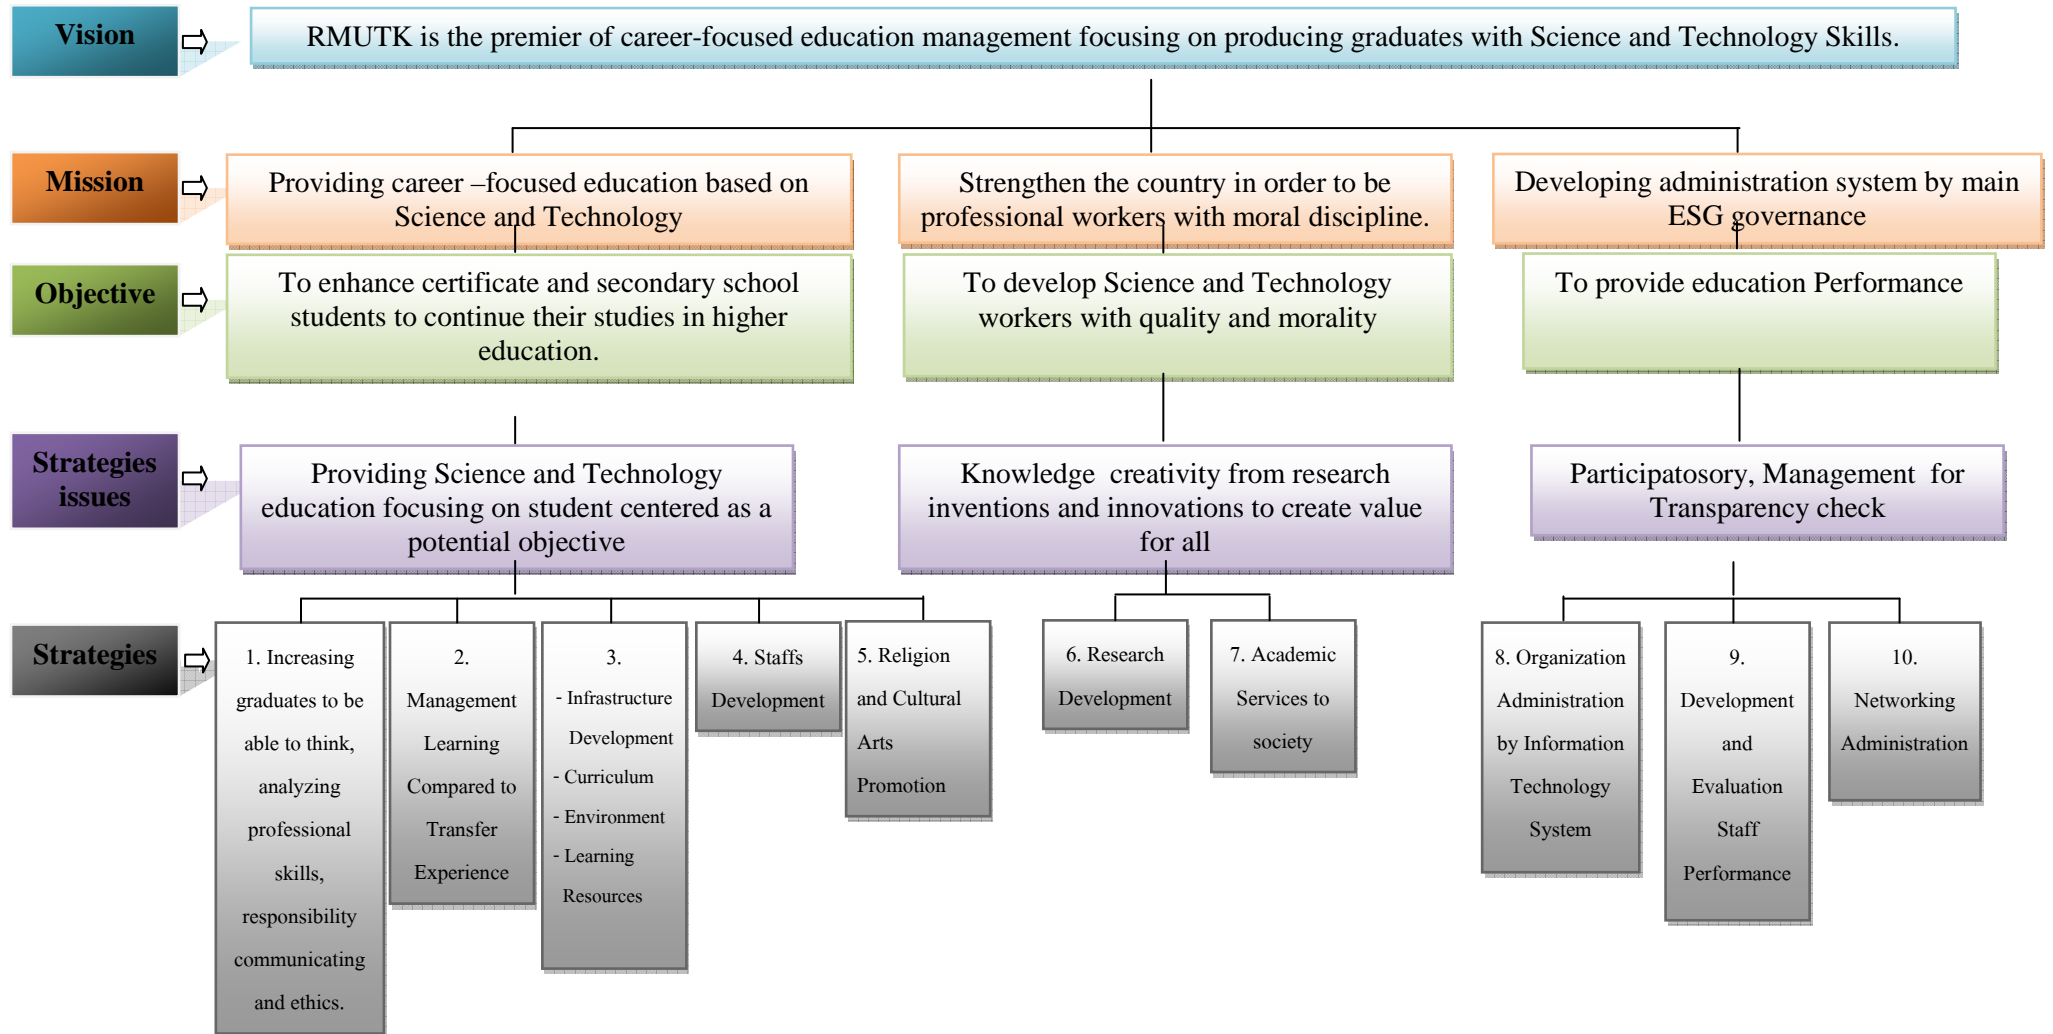 Vision
RMUTK is the premier of career-focused education management focusing on producing graduates with Science and Technology Skills.
Mission
Providing career –focused education based on
Science and Technology
Strengthen the country in order to be
professional workers with moral discipline.
Developing administration system by main
ESG governance
Objective
To enhance certificate and secondary school
students to continue their studies in higher
education.
To develop Science and Technology
workers with quality and morality
To provide education Performance
Strategies
issues
Providing Science and Technology
education focusing on student centered as a
potential objective
Knowledge creativity from research
inventions and innovations to create value
for all
Participatosory, Management for
Transparency check
Strategies
1. Increasing
graduates to be
able to think,
analyzing
professional
skills,
responsibility
communicating
and ethics.
2.
Management
Learning
Compared to
Transfer
Experience
3.
- Infrastructure
Development
- Curriculum
- Environment
- Learning
Resources
4. Staffs
Development
5. Religion
and Cultural
Arts
Promotion
6. Research
Development
7. Academic
Services to
society
8. Organization
Administration
by Information
Technology
System
9.
Development
and
Evaluation
Staff
Performance
10.
Networking
Administration